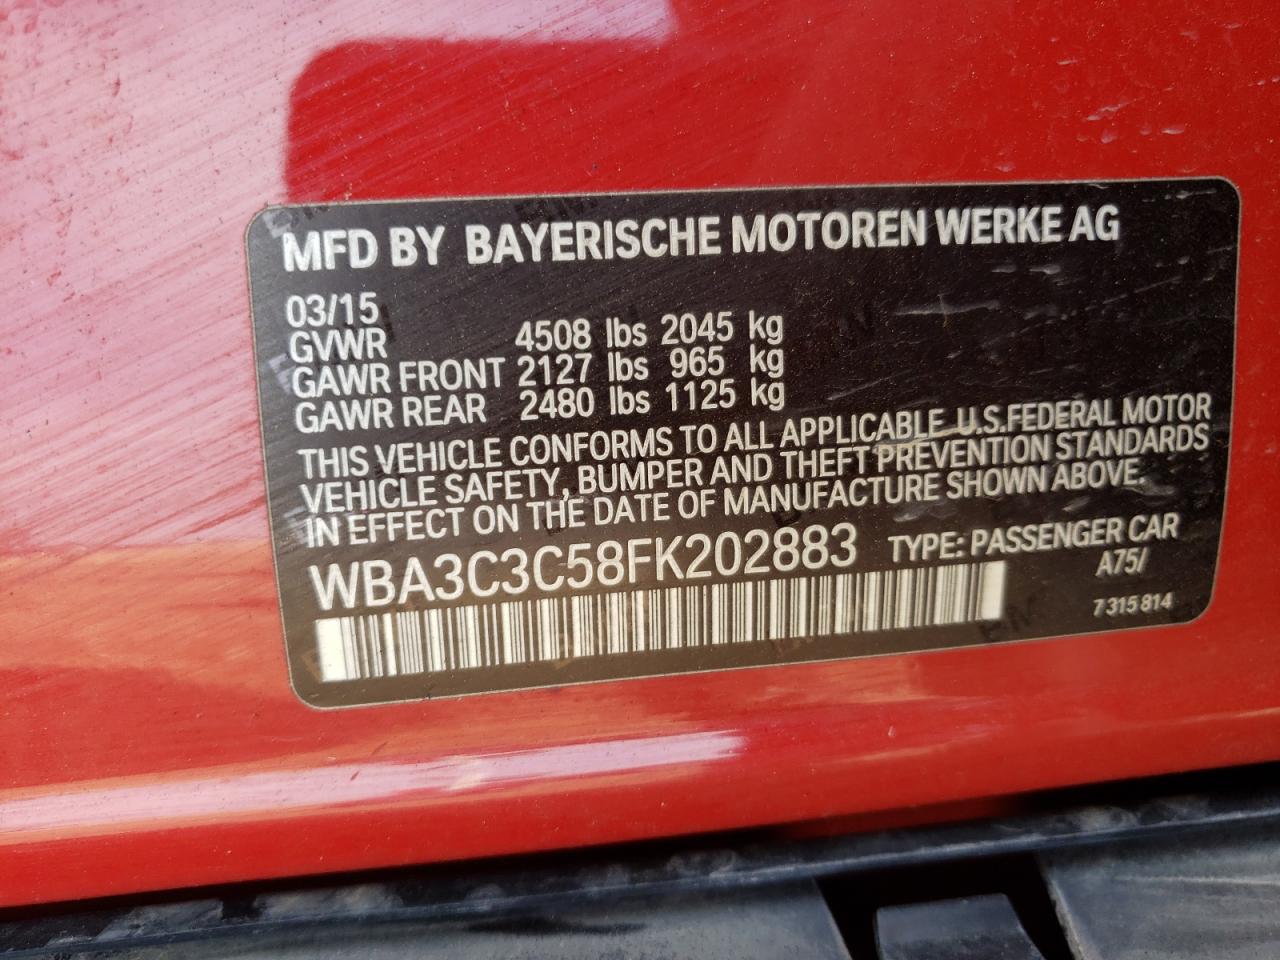 MFD BY BAYERISCHE MOTOREN WERKE AG
03/15
GVWR 4508 lbs 2045 kg
GAWR FRONT 2127 lbs 965 kg
GAWR REAR 2480 lbs 1125 kg
THIS VEHICLE CONFORMS TO ALL APPLICABLE U.S.FEDERAL MOTOR
VEHICLE SAFETY, BUMPER AND THEFT PREVENTION STANDARDS
IN EFFECT ON THE DATE OF MANUFACTURE SHOWN ABOVE.
WBA3C3C58FK202883 TYPE: PASSENGER CAR
A75/
7 315 814